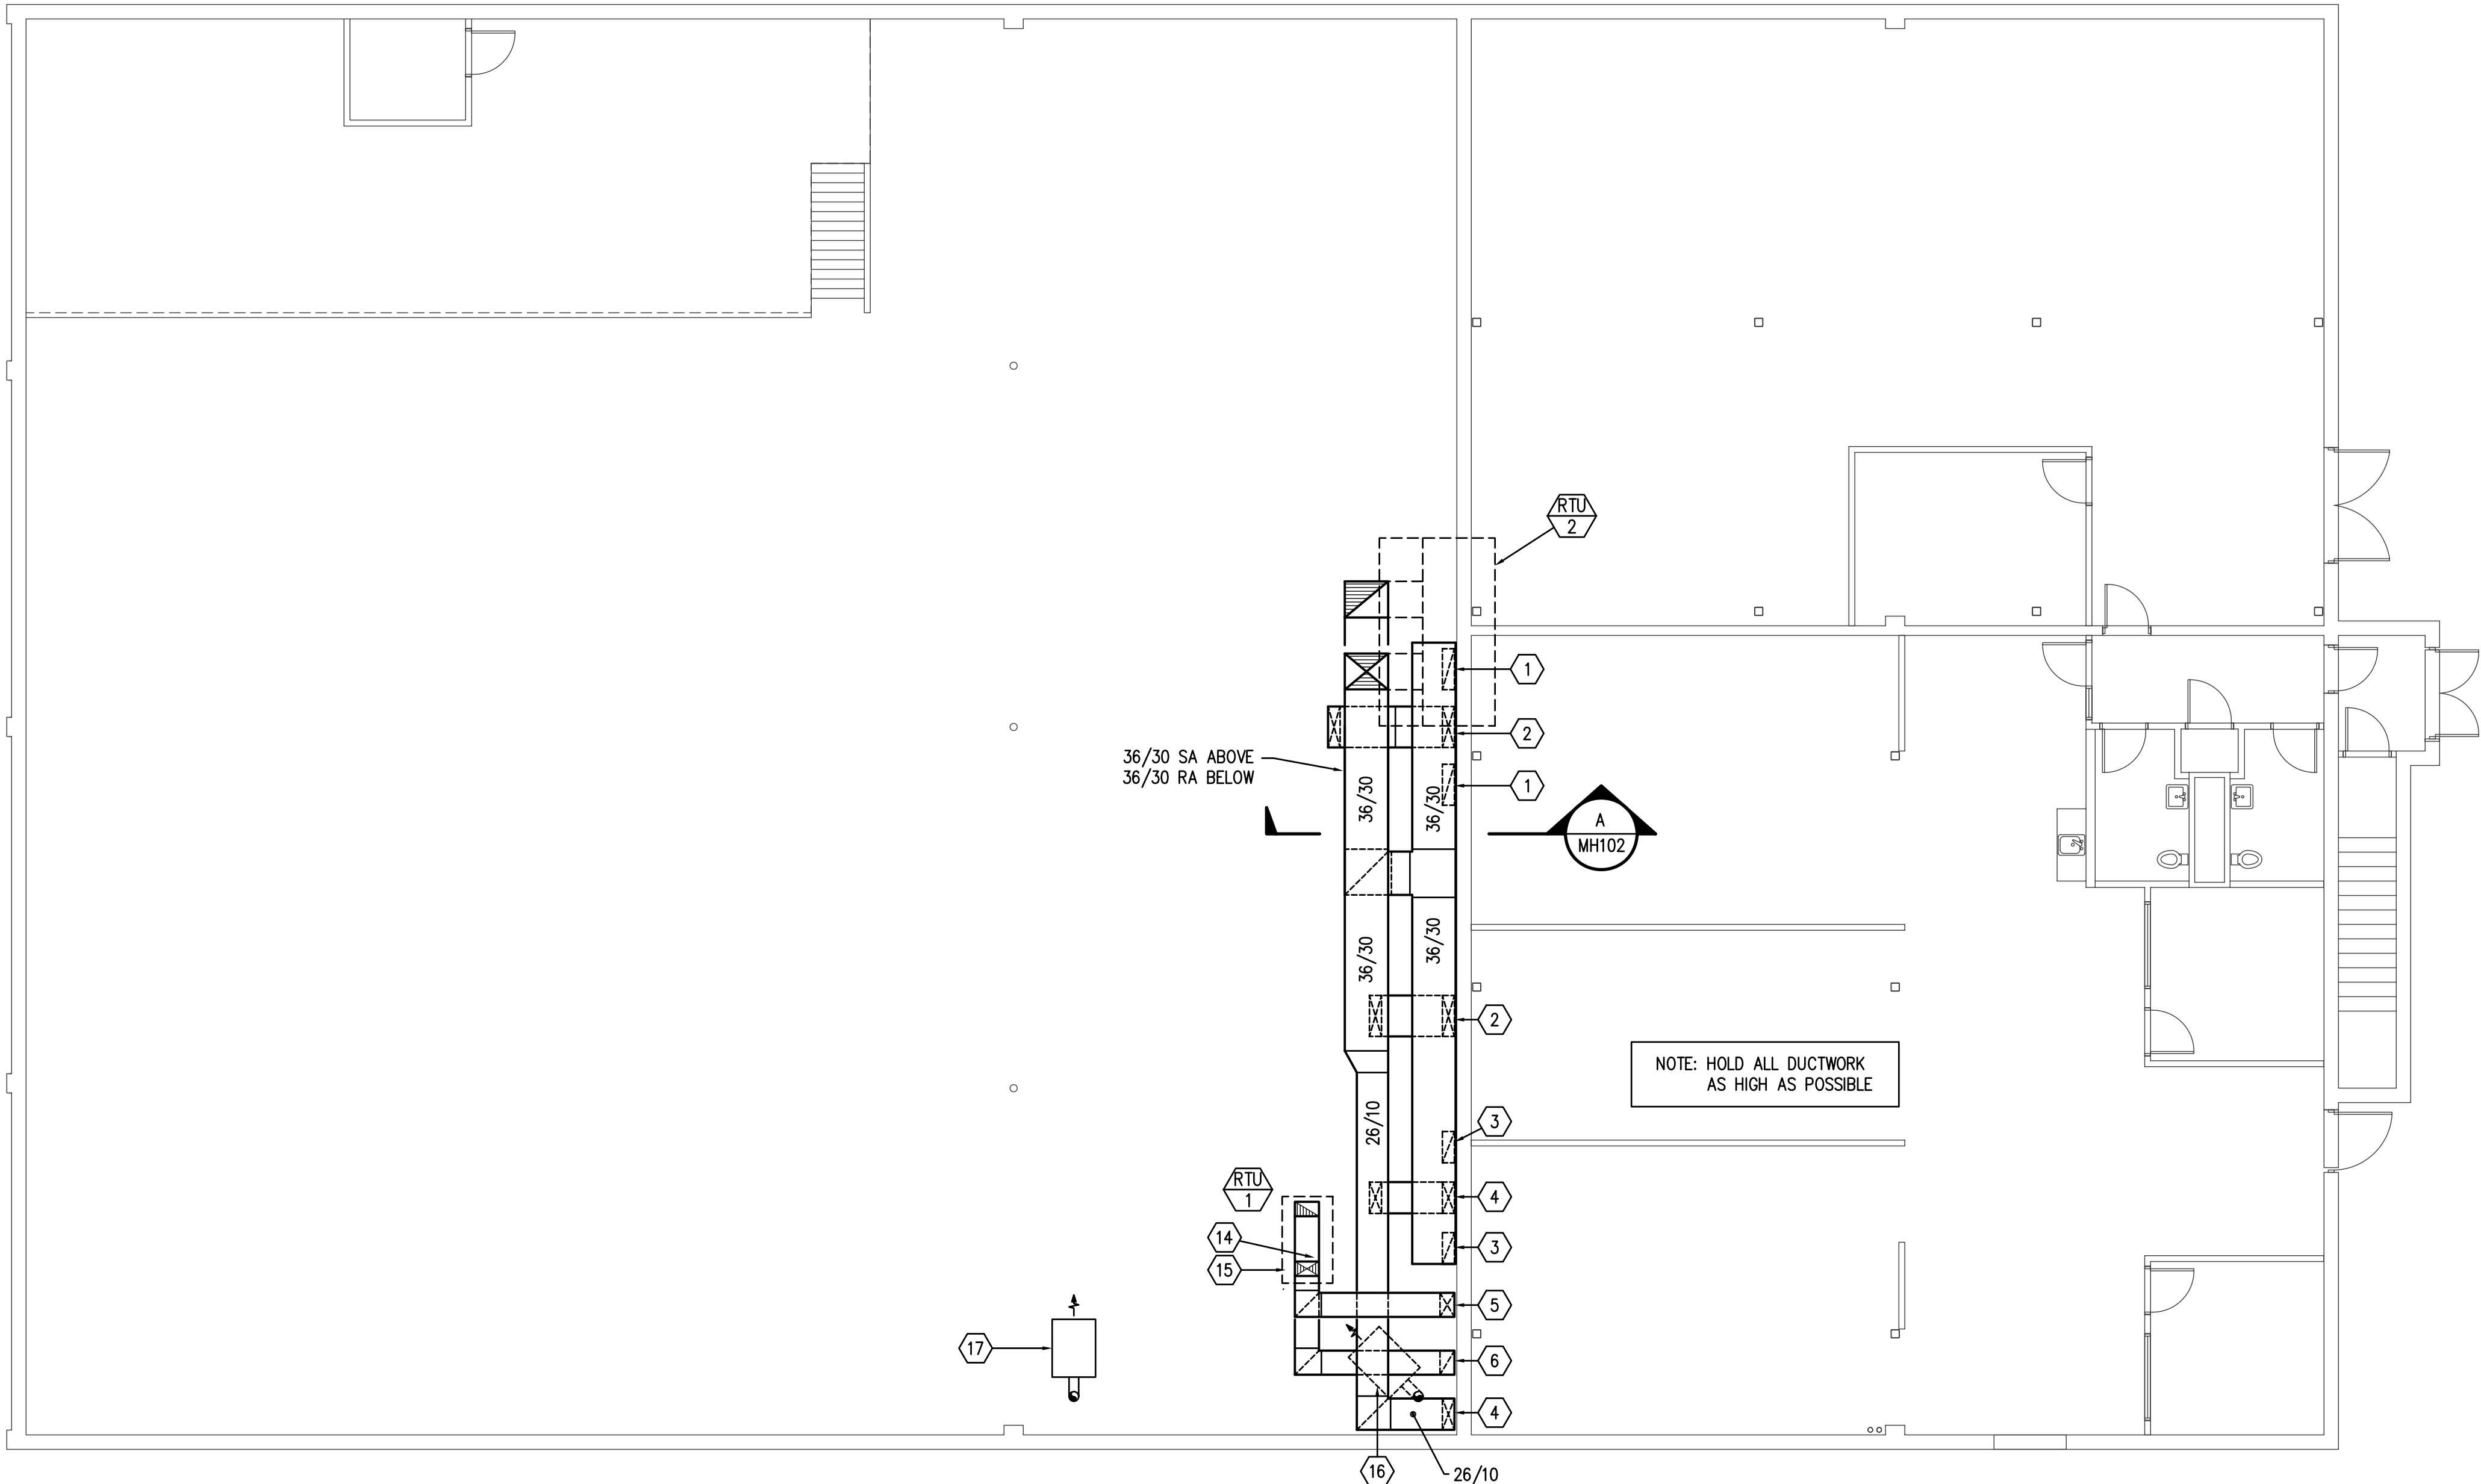 RTU
2
1
2
36/30 SA ABOVE
36/30 RA BELOW
1
36/30
36/30
A
MH102
36/30
36/30
2
NOTE: HOLD ALL DUCTWORK
AS HIGH AS POSSIBLE
26/10
3
RTU
1
4
14
3
15
5
17
6
4
16
26/10